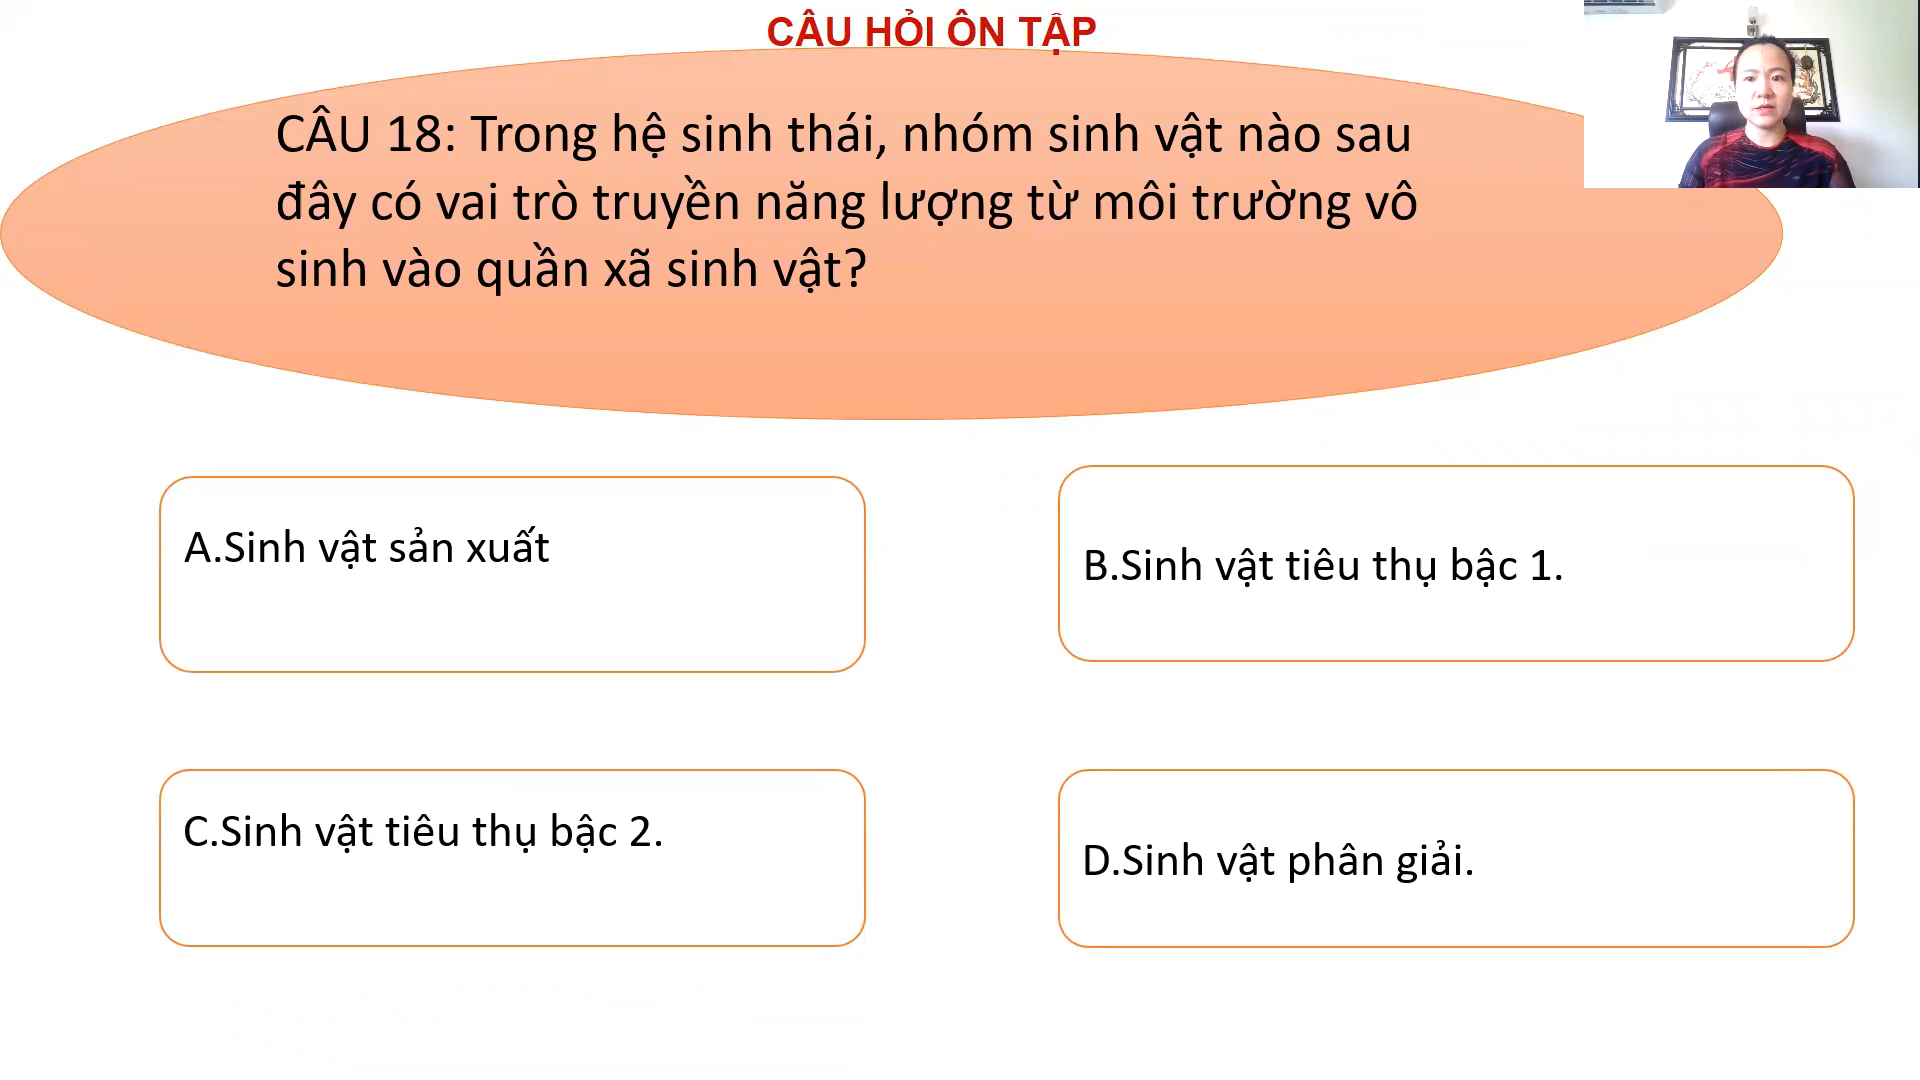 CÂU HỎI ÔN TẬP
CÂU 18: Trong hệ sinh thái, nhóm sinh vật nào sau
đây có vai trò truyền năng lượng từ môi trường vô
sinh vào quần xã sinh vật?
A.Sinh vật sản xuất
B.Sinh vật tiêu thụ bậc 1.
C.Sinh vật tiêu thụ bậc 2.
D.Sinh vật phân giải.